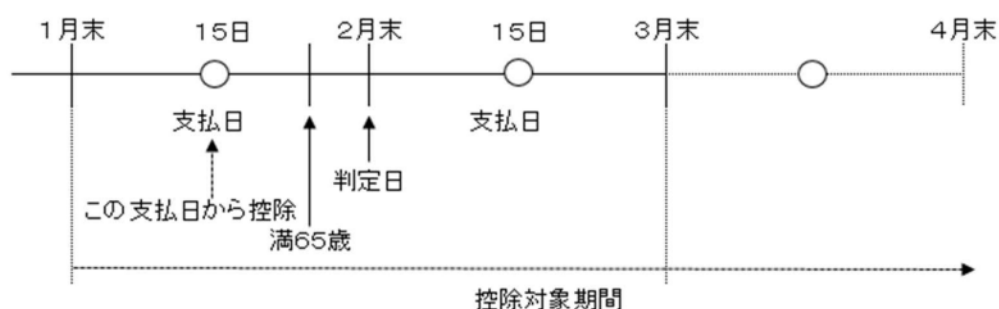 1月末 15日 2月末 15日 3月末 4月末
支払日 支払日
判定日
この支払日から控除
満65歳
控除対象期間